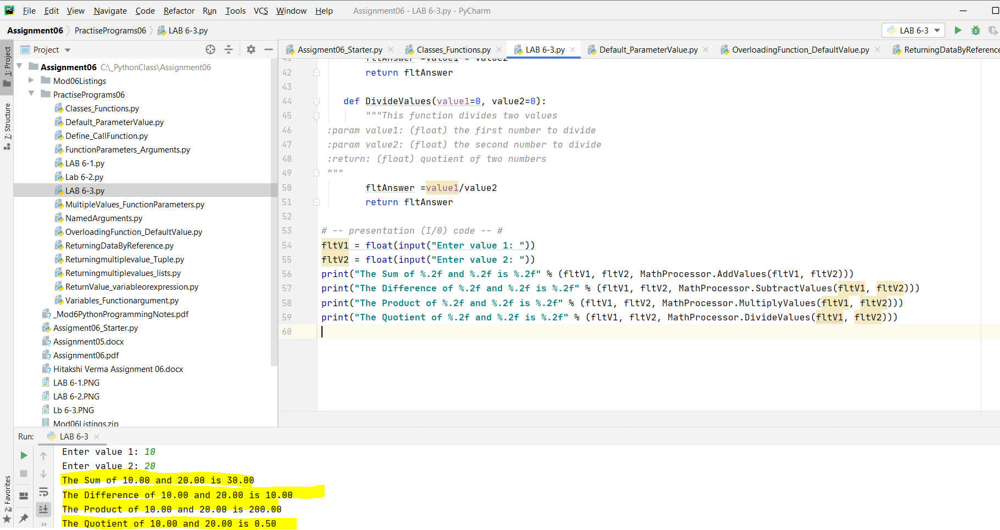 File Edit View Navigate Code Refactor Run Tools VCS Window Help Assignment06 - LAB 6-3.py - PyCharm
Assignment06 PractisePrograms06 LAB 6-3.py LAB 6-3
1: Project
7: Structure
2: Favorites
Project
Assignment06 C:\_PythonClass\Assignment06
Mod06Listings
PractisePrograms06
Classes_Functions.py
Default_ParameterValue.py
Define_CallFunction.py
FunctionParameters_Arguments.py
LAB 6-1.py
Lab 6-2.py
LAB 6-3.py
MultipleValues_FunctionParameters.py
NamedArguments.py
OverloadingFunction_DefaultValue.py
ReturningDataByReference.py
Returningmultiplevalue_Tuple.py
Returningmultiplevalues_lists.py
ReturnValue_variableorexpression.py
Variables_Functionargument.py
_Mod6PythonProgrammingNotes.pdf
Assigment06_Starter.py
Assignment05.docx
Assignment06.pdf
Hitakshi Verma Assignment 06.docx
LAB 6-1.PNG
LAB 6-2.PNG
Lb 6-3.PNG
Mod06Listings.zip
Assigment06_Starter.py Classes_Functions.py LAB 6-3.py Default_ParameterValue.py OverloadingFunction_DefaultValue.py ReturningDataByReference
41 fltAnswer =value1 * value2
42 return fltAnswer
43
44 def DivideValues(value1=0, value2=0):
45 """This function divides two values
46 :param value1: (float) the first number to divide
47 :param value2: (float) the second number to divide
48 :return: (float) quotient of two numbers
49 """
50 fltAnswer =value1/value2
51 return fltAnswer
52
53 # -- presentation (I/0) code -- #
54 fltV1 = float(input("Enter value 1: "))
55 fltV2 = float(input("Enter value 2: "))
56 print("The Sum of %.2f and %.2f is %.2f" % (fltV1, fltV2, MathProcessor.AddValues(fltV1, fltV2)))
57 print("The Difference of %.2f and %.2f is %.2f" % (fltV1, fltV2, MathProcessor.SubtractValues(fltV1, fltV2)))
58 print("The Product of %.2f and %.2f is %.2f" % (fltV1, fltV2, MathProcessor.MultiplyValues(fltV1, fltV2)))
59 print("The Quotient of %.2f and %.2f is %.2f" % (fltV1, fltV2, MathProcessor.DivideValues(fltV1, fltV2)))
60
Run: LAB 6-3
Enter value 1: 10
Enter value 2: 20
The Sum of 10.00 and 20.00 is 30.00
The Difference of 10.00 and 20.00 is 10.00
The Product of 10.00 and 20.00 is 200.00
The Quotient of 10.00 and 20.00 is 0.50